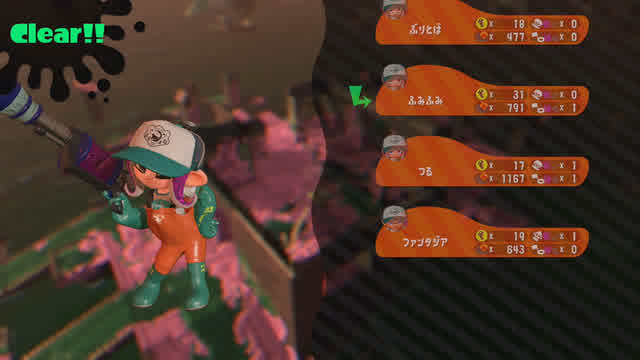 Clear!!
ぷりとば
x 18 x 0
x 477 x 0
ふみふみ
x 31 x 0
x 791 x 1
つる
x 17 x 1
x 1167 x 1
ファンタジア
x 19 x 1
x 643 x 0